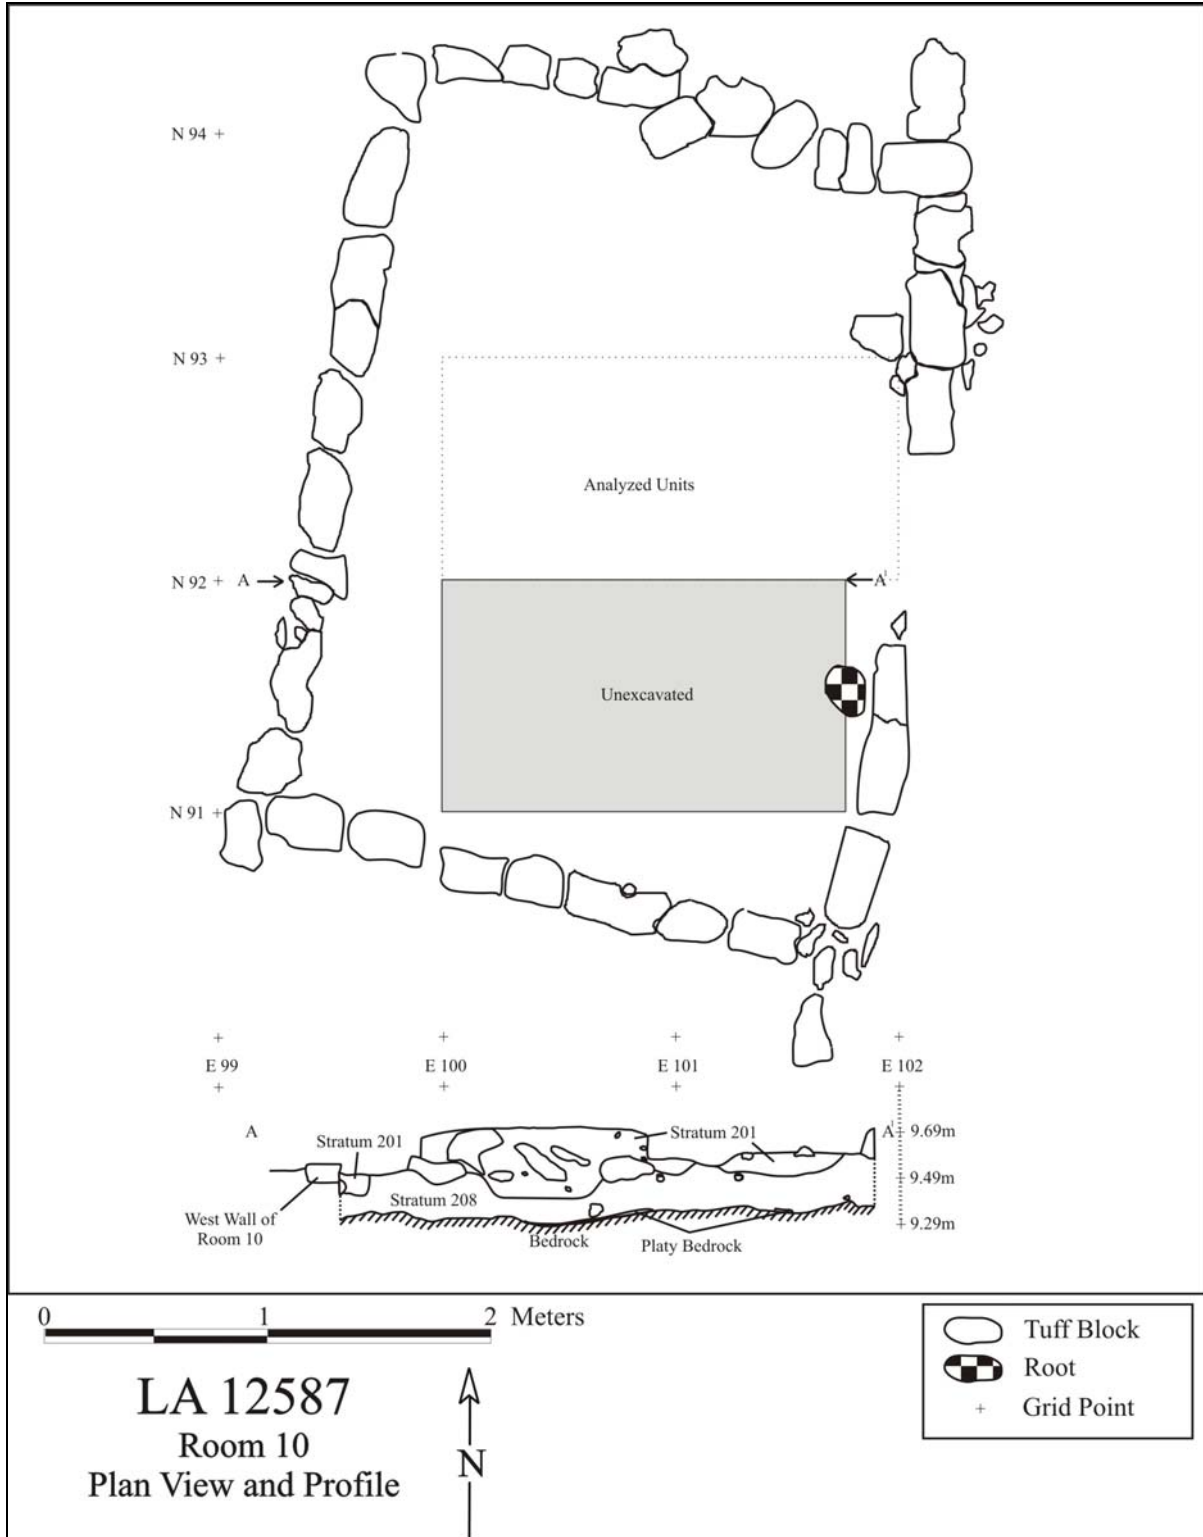 N 94
N 93
Analyzed Units
N 92 A A¹
Unexcavated
N 91
E 99 E 100 E 101 E 102
A Stratum 201 Stratum 201 A¹ 9.69m
9.49m
Stratum 208
West Wall of
Room 10
9.29m
Bedrock Platy Bedrock
0 1 2 Meters
LA 12587
Room 10
Plan View and Profile
N
Tuff Block
Root
Grid Point